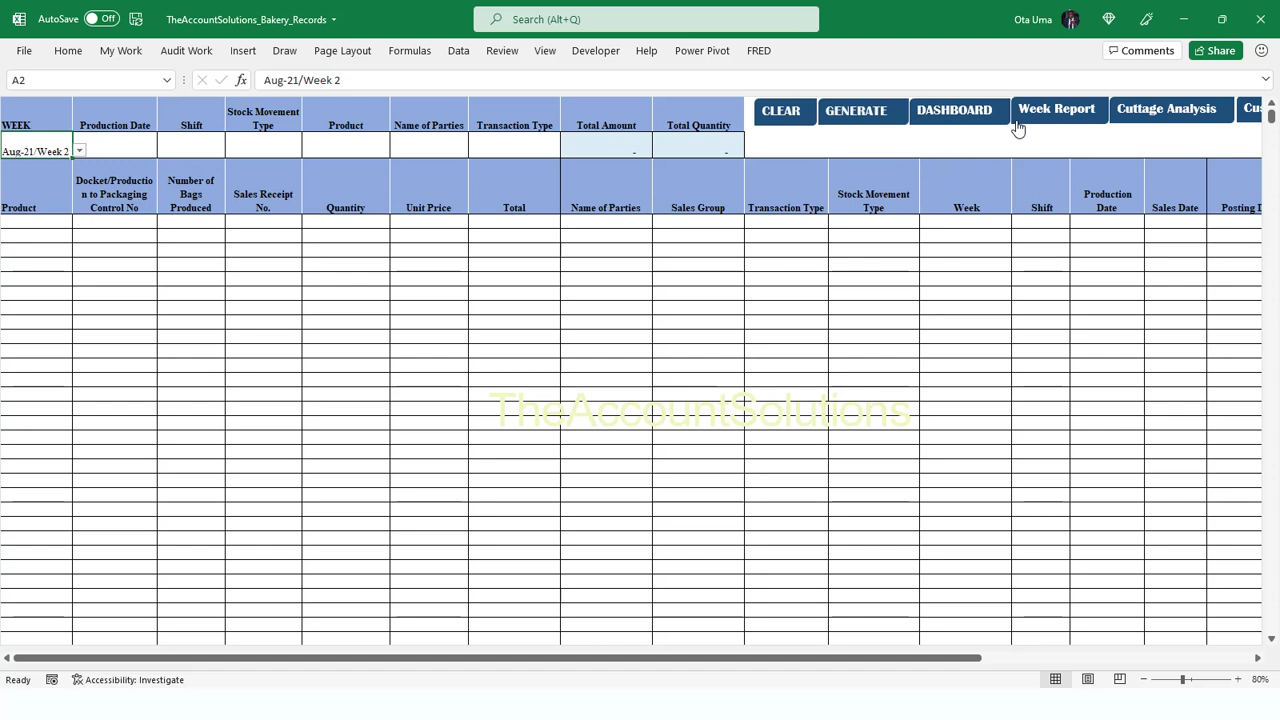 AutoSave Off TheAccountSolutions_Bakery_Records Search (Alt+Q) Ota Uma
File Home My Work Audit Work Insert Draw Page Layout Formulas Data Review View Developer Help Power Pivot FRED Comments Share
A2 fx Aug-21/Week 2
CLEAR GENERATE DASHBOARD Week Report Cuttage Analysis Cus
WEEK Production Date Shift Stock Movement Type Product Name of Parties Transaction Type Total Amount Total Quantity
Aug-21/Week 2 - -
Product Docket/Productio n to Packaging Control No Number of Bags Produced Sales Receipt No. Quantity Unit Price Total Name of Parties Sales Group Transaction Type Stock Movement Type Week Shift Production Date Sales Date Posting D
TheAccountSolutions
Ready Accessibility: Investigate 80%